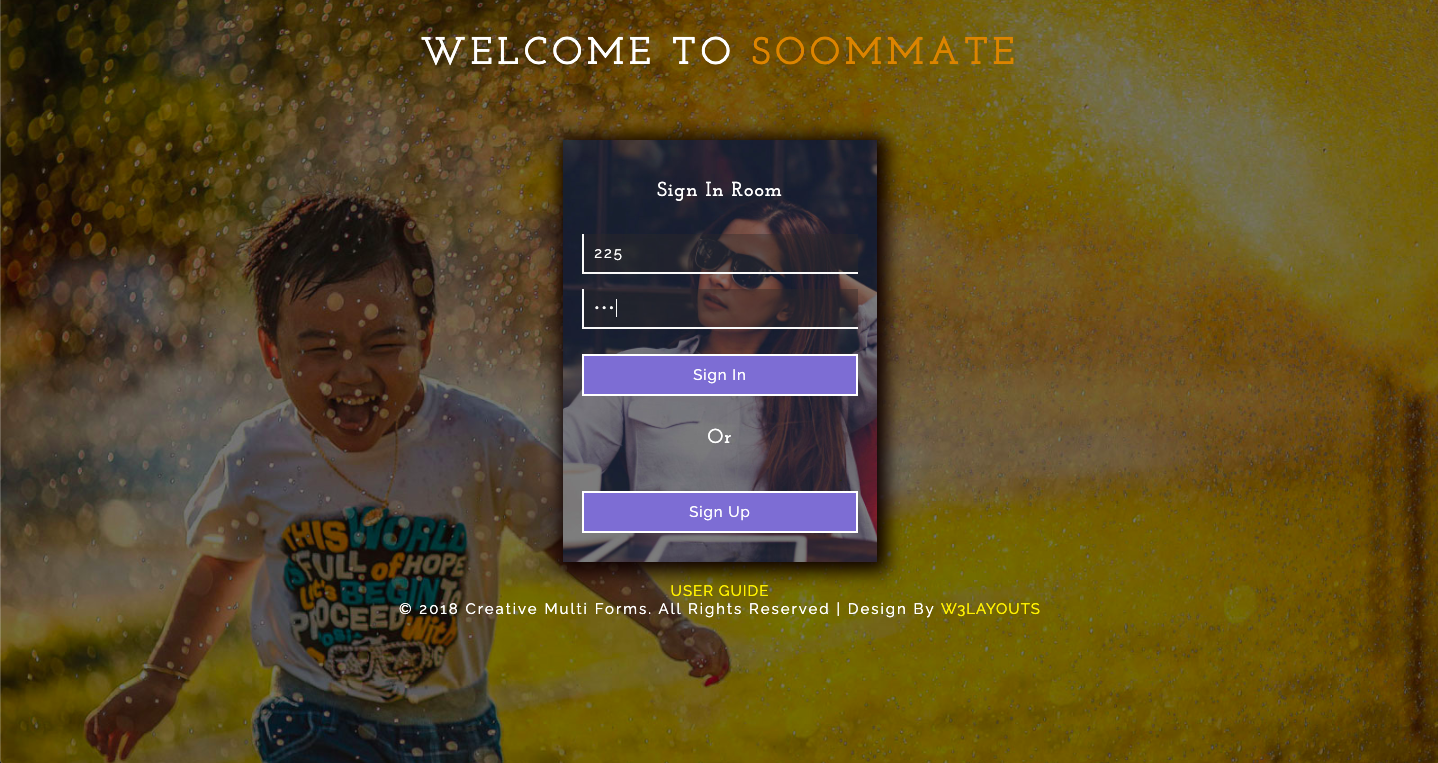 WELCOME TO SOOMMATE
Sign In Room
225
•••
Sign In
Or
Sign Up
USER GUIDE
© 2018 Creative Multi Forms. All Rights Reserved | Design By W3LAYOUTS
THIS WORLD
IS FULL of HOPE
Let's BEGIN TO
PROCEED With